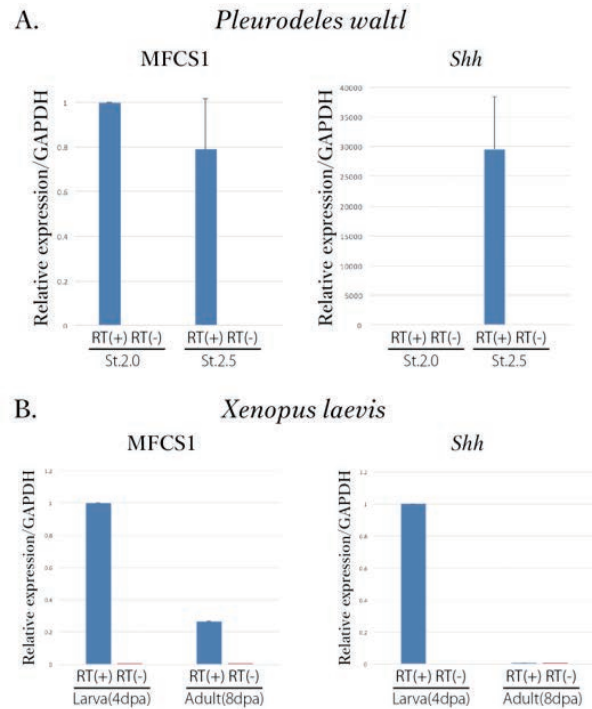 A. Pleurodeles waltl
MFCS1 Shh
Relative expression/GAPDH
1
0.8
0.6
0.4
0.2
0
RT(+) RT(-) RT(+) RT(-)
St.2.0 St.2.5
Relative expression/GAPDH
40000
35000
30000
25000
20000
15000
10000
5000
0
RT(+) RT(-) RT(+) RT(-)
St.2.0 St.2.5
B. Xenopus laevis
MFCS1 Shh
Relative expression/GAPDH
1.2
1
0.8
0.6
0.4
0.2
0
RT(+) RT(-) RT(+) RT(-)
Larva(4dpa) Adult(8dpa)
Relative expression/GAPDH
1.2
1
0.8
0.6
0.4
0.2
0
RT(+) RT(-) RT(+) RT(-)
Larva(4dpa) Adult(8dpa)